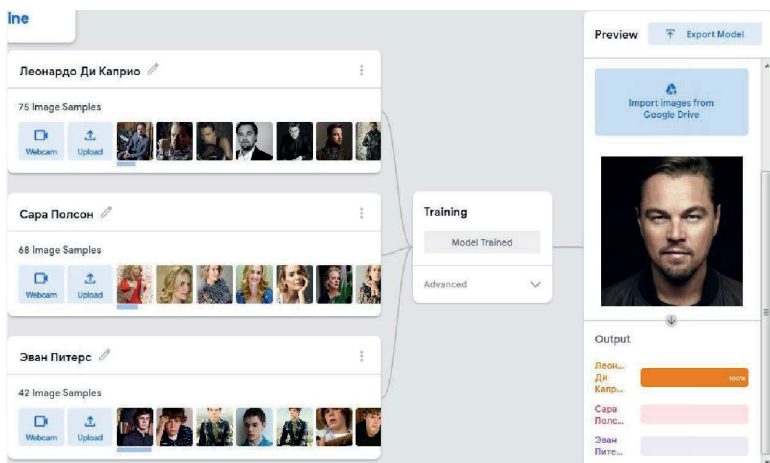 ine
Леонардо Ди Каприо
75 Image Samples
Webcam
Upload
Сара Полсон
68 Image Samples
Webcam
Upload
Эван Питерс
42 Image Samples
Webcam
Upload
Training
Model Trained
Advanced
Preview
Export Model
Import images from
Google Drive
Output
Леон...
Ди
Капр...
100%
Сара
Полс...
Эван
Пите...